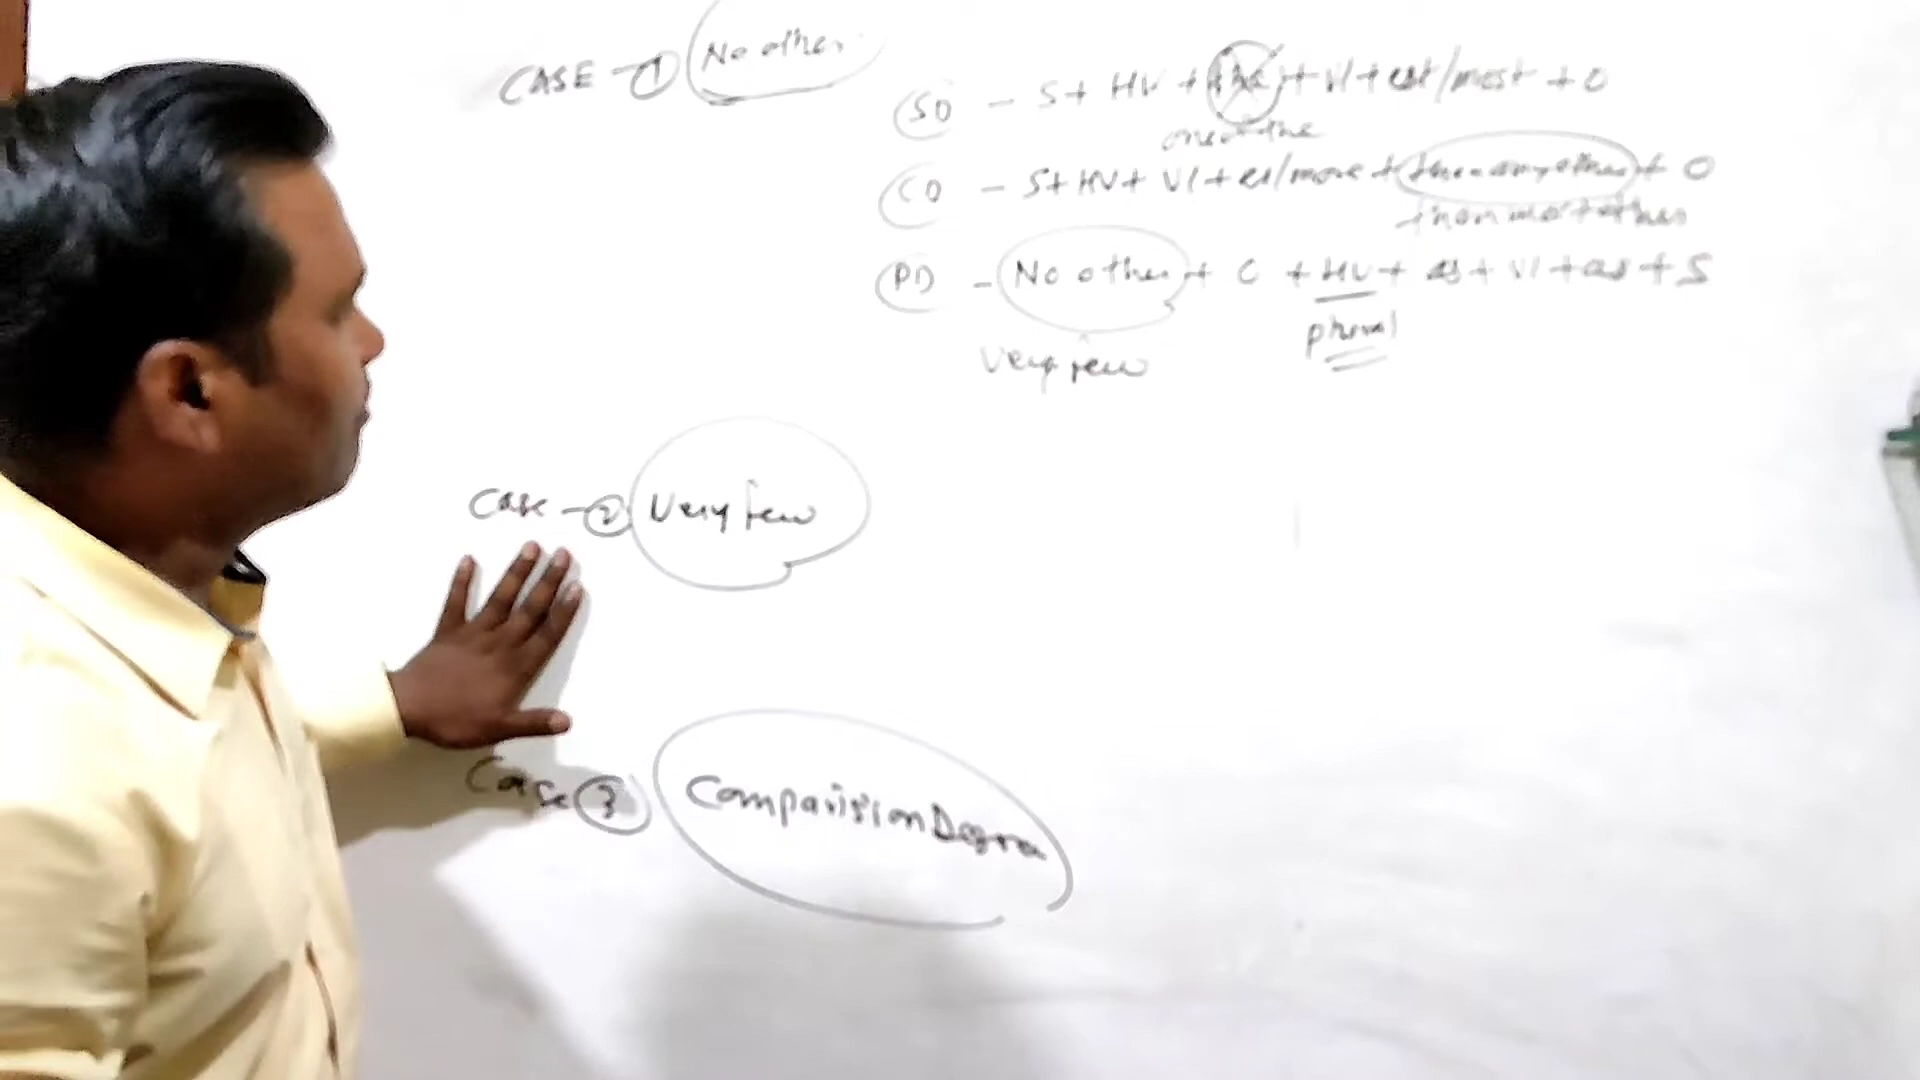 CASE - ① No other
SD - S + HV + the + V1 + est/most + O
one of the
CD - S + HV + V1 + er/more + than any other + O
than most other
PD - No other + C + HV + as + V1 + as + S
Very few
plural
Case - ② Very few
Case ③ Comparision Degree